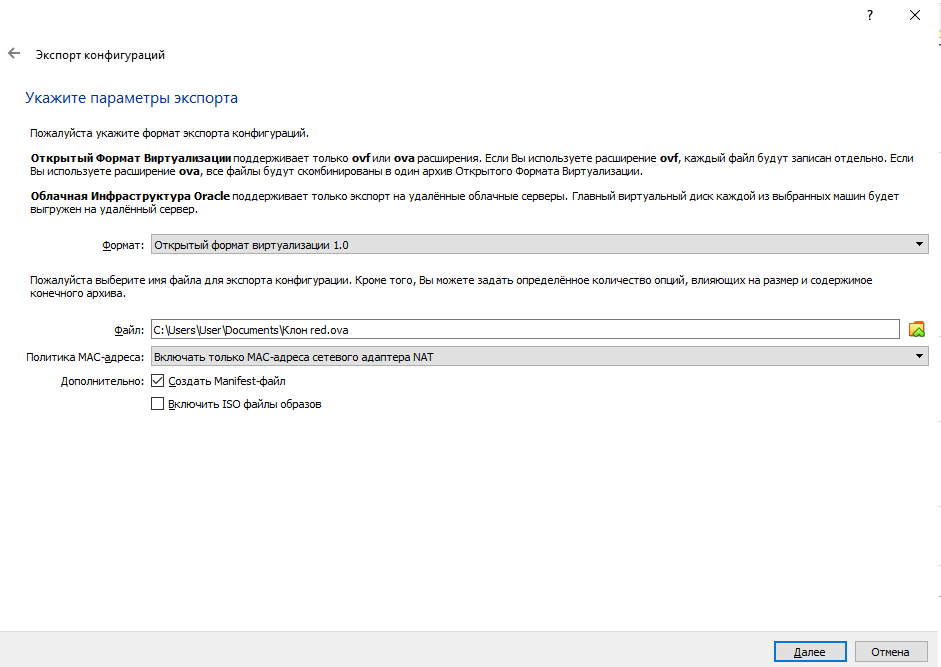 ?
Экспорт конфигураций
Укажите параметры экспорта
Пожалуйста укажите формат экспорта конфигураций.
Открытый Формат Виртуализации поддерживает только ovf или ova расширения. Если Вы используете расширение ovf, каждый файл будут записан отдельно. Если
Вы используете расширение ova, все файлы будут скомбинированы в один архив Открытого Формата Виртуализации.
Облачная Инфраструктура Oracle поддерживает только экспорт на удалённые облачные серверы. Главный виртуальный диск каждой из выбранных машин будет
выгружен на удалённый сервер.
Формат: Открытый формат виртуализации 1.0
Пожалуйста выберите имя файла для экспорта конфигурации. Кроме того, Вы можете задать определённое количество опций, влияющих на размер и содержимое
конечного архива.
Файл: C:\Users\User\Documents\Клон red.ova
Политика MAC-адреса: Включать только MAC-адреса сетевого адаптера NAT
Дополнительно: Создать Manifest-файл
Включить ISO файлы образов
Далее Отмена